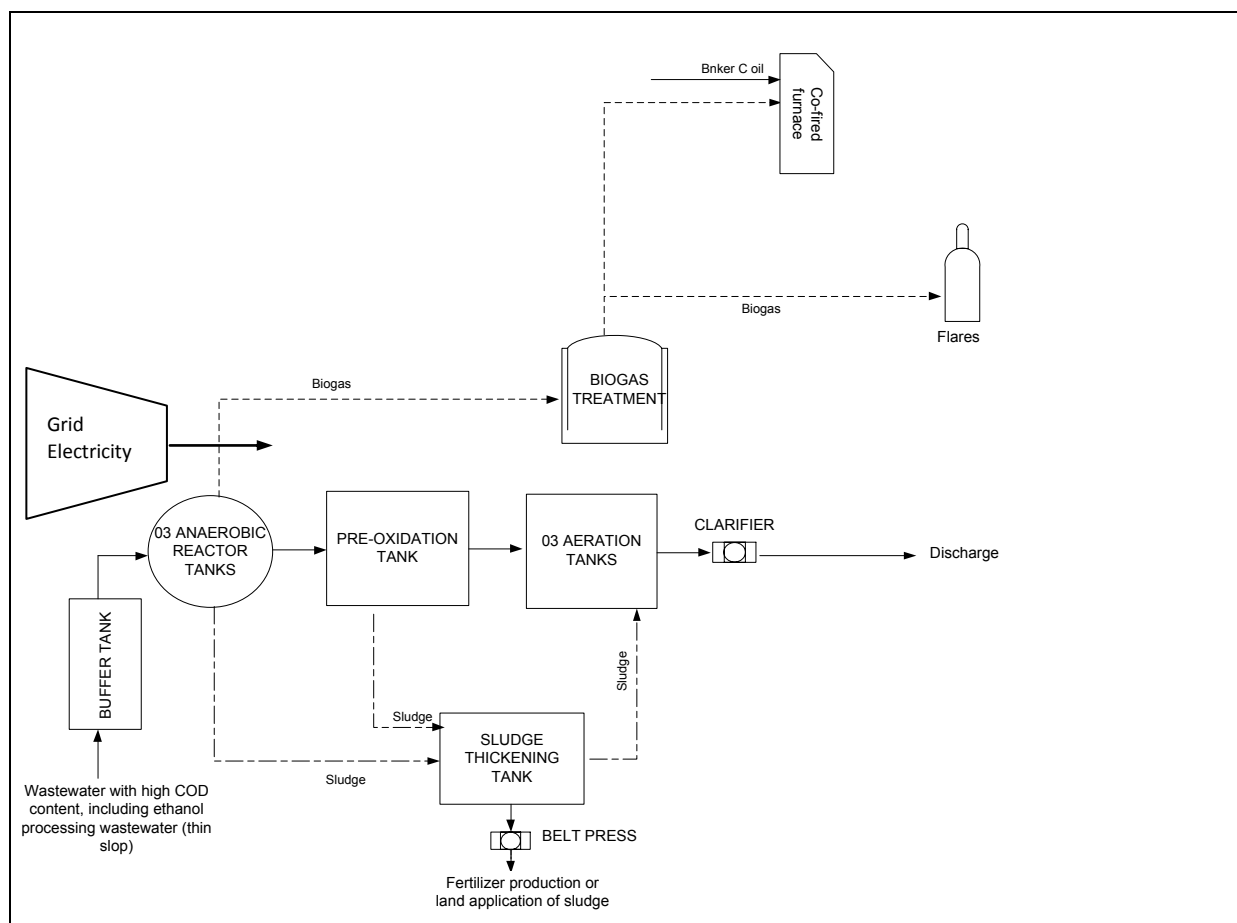 Bnker C oil
Co-fired
furnace
Biogas
Flares
BIOGAS
TREATMENT
Biogas
Grid
Electricity
03 ANAEROBIC
REACTOR
TANKS
PRE-OXIDATION
TANK
03 AERATION
TANKS
CLARIFIER
Discharge
BUFFER TANK
Sludge
Sludge
Sludge
SLUDGE
THICKENING
TANK
Wastewater with high COD
content, including ethanol
processing wastewater (thin
slop)
BELT PRESS
Fertilizer production or
land application of sludge